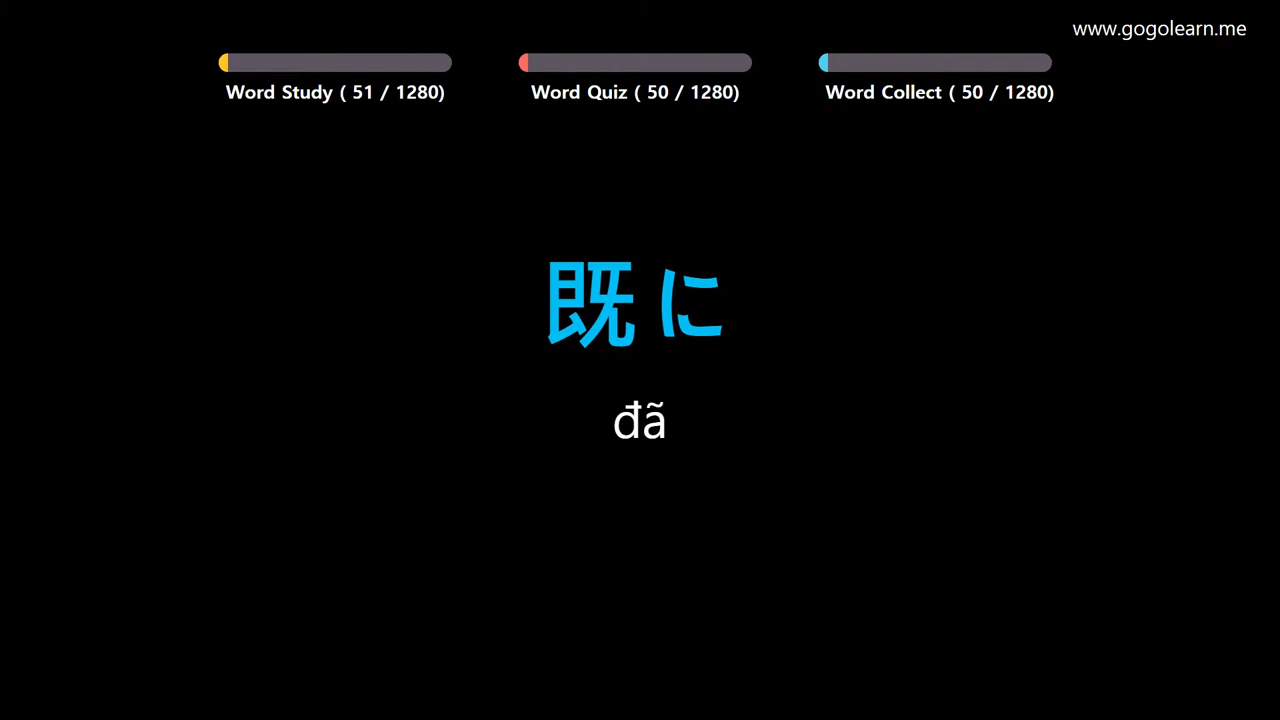 www.gogolearn.me
Word Study ( 51 / 1280)
Word Quiz ( 50 / 1280)
Word Collect ( 50 / 1280)
既に
đã